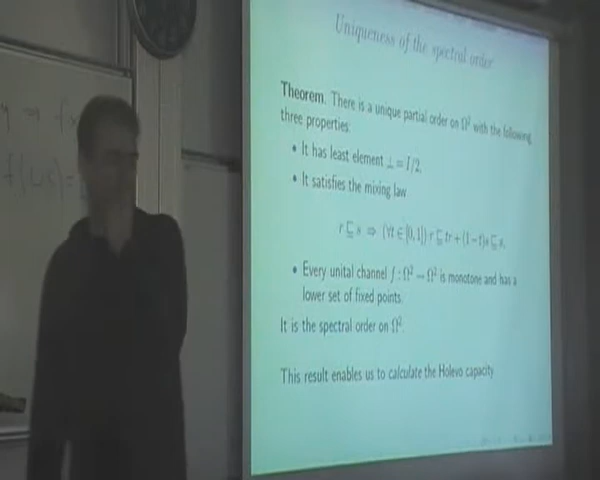 Uniqueness of the spectral order
Theorem. There is a unique partial order on Ω² with the following
three properties:
• It has least element ⊥ = I/2,
• It satisfies the mixing law
r ⊑ s ⇒ (∀t ∈ [0, 1]) r ⊑ tr + (1 − t)s ⊑ s,
• Every unital channel f : Ω² → Ω² is monotone and has a
lower set of fixed points.
It is the spectral order on Ω².
This result enables us to calculate the Holevo capacity